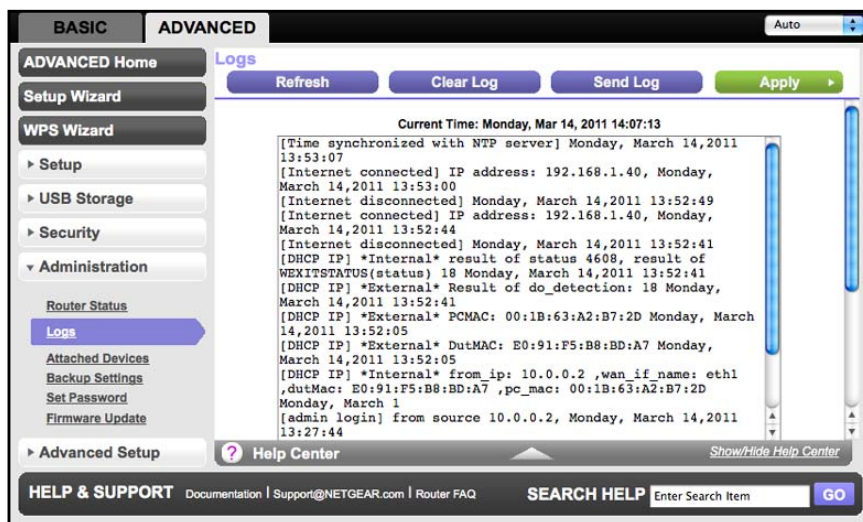 BASIC
ADVANCED
Auto
ADVANCED Home
Setup Wizard
WPS Wizard
Setup
USB Storage
Security
Administration
Router Status
Logs
Attached Devices
Backup Settings
Set Password
Firmware Update
Advanced Setup
Logs
Refresh
Clear Log
Send Log
Apply
Current Time: Monday, Mar 14, 2011 14:07:13
[Time synchronized with NTP server] Monday, March 14,2011
13:53:07
[Internet connected] IP address: 192.168.1.40, Monday,
March 14,2011 13:53:00
[Internet disconnected] Monday, March 14,2011 13:52:49
[Internet connected] IP address: 192.168.1.40, Monday,
March 14,2011 13:52:44
[Internet disconnected] Monday, March 14,2011 13:52:41
[DHCP IP] *Internal* result of status 4608, result of
WEXITSTATUS(status) 18 Monday, March 14,2011 13:52:41
[DHCP IP] *External* Result of do_detection: 18 Monday,
March 14,2011 13:52:41
[DHCP IP] *External* PCMAC: 00:1B:63:A2:B7:2D Monday, March
14,2011 13:52:05
[DHCP IP] *External* DutMAC: E0:91:F5:B8:BD:A7 Monday,
March 14,2011 13:52:05
[DHCP IP] *Internal* from_ip: 10.0.0.2 ,wan_if_name: eth1
,dutMac: E0:91:F5:B8:BD:A7 ,pc_mac: 00:1B:63:A2:B7:2D
Monday, March 1
[admin login] from source 10.0.0.2, Monday, March 14,2011
13:27:44
? Help Center
Show/Hide Help Center
HELP & SUPPORT Documentation | Support@NETGEAR.com | Router FAQ
SEARCH HELP Enter Search Item GO